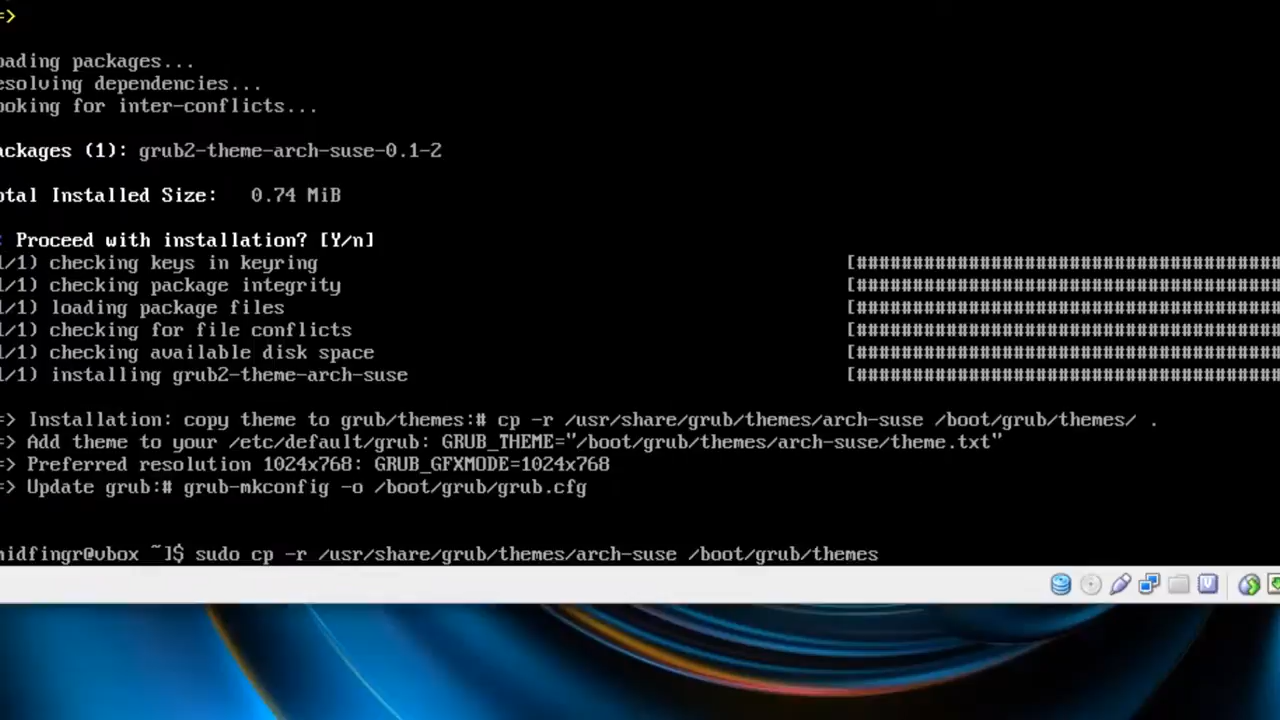 =>
oading packages...
esolving dependencies...
ooking for inter-conflicts...
ackages (1): grub2-theme-arch-suse-0.1-2
otal Installed Size:   0.74 MiB
: Proceed with installation? [Y/n]
1/1) checking keys in keyring [######################################
1/1) checking package integrity [######################################
1/1) loading package files [######################################
1/1) checking for file conflicts [######################################
1/1) checking available disk space [######################################
1/1) installing grub2-theme-arch-suse [######################################
=> Installation: copy theme to grub/themes:# cp -r /usr/share/grub/themes/arch-suse /boot/grub/themes/ .
=> Add theme to your /etc/default/grub: GRUB_THEME="/boot/grub/themes/arch-suse/theme.txt"
=> Preferred resolution 1024x768: GRUB_GFXMODE=1024x768
=> Update grub:# grub-mkconfig -o /boot/grub/grub.cfg
midfingr@vbox ~]$ sudo cp -r /usr/share/grub/themes/arch-suse /boot/grub/themes